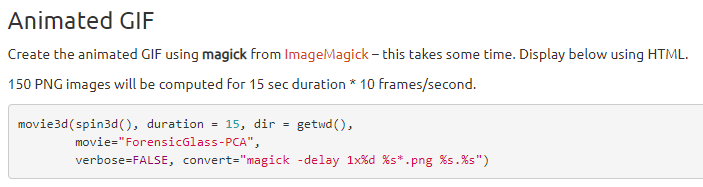 Animated GIF
Create the animated GIF using magick from ImageMagick – this takes some time. Display below using HTML.
150 PNG images will be computed for 15 sec duration * 10 frames/second.
movie3d(spin3d(), duration = 15, dir = getwd(),
        movie="ForensicGlass-PCA",
        verbose=FALSE, convert="magick -delay 1x%d %s*.png %s.%s")